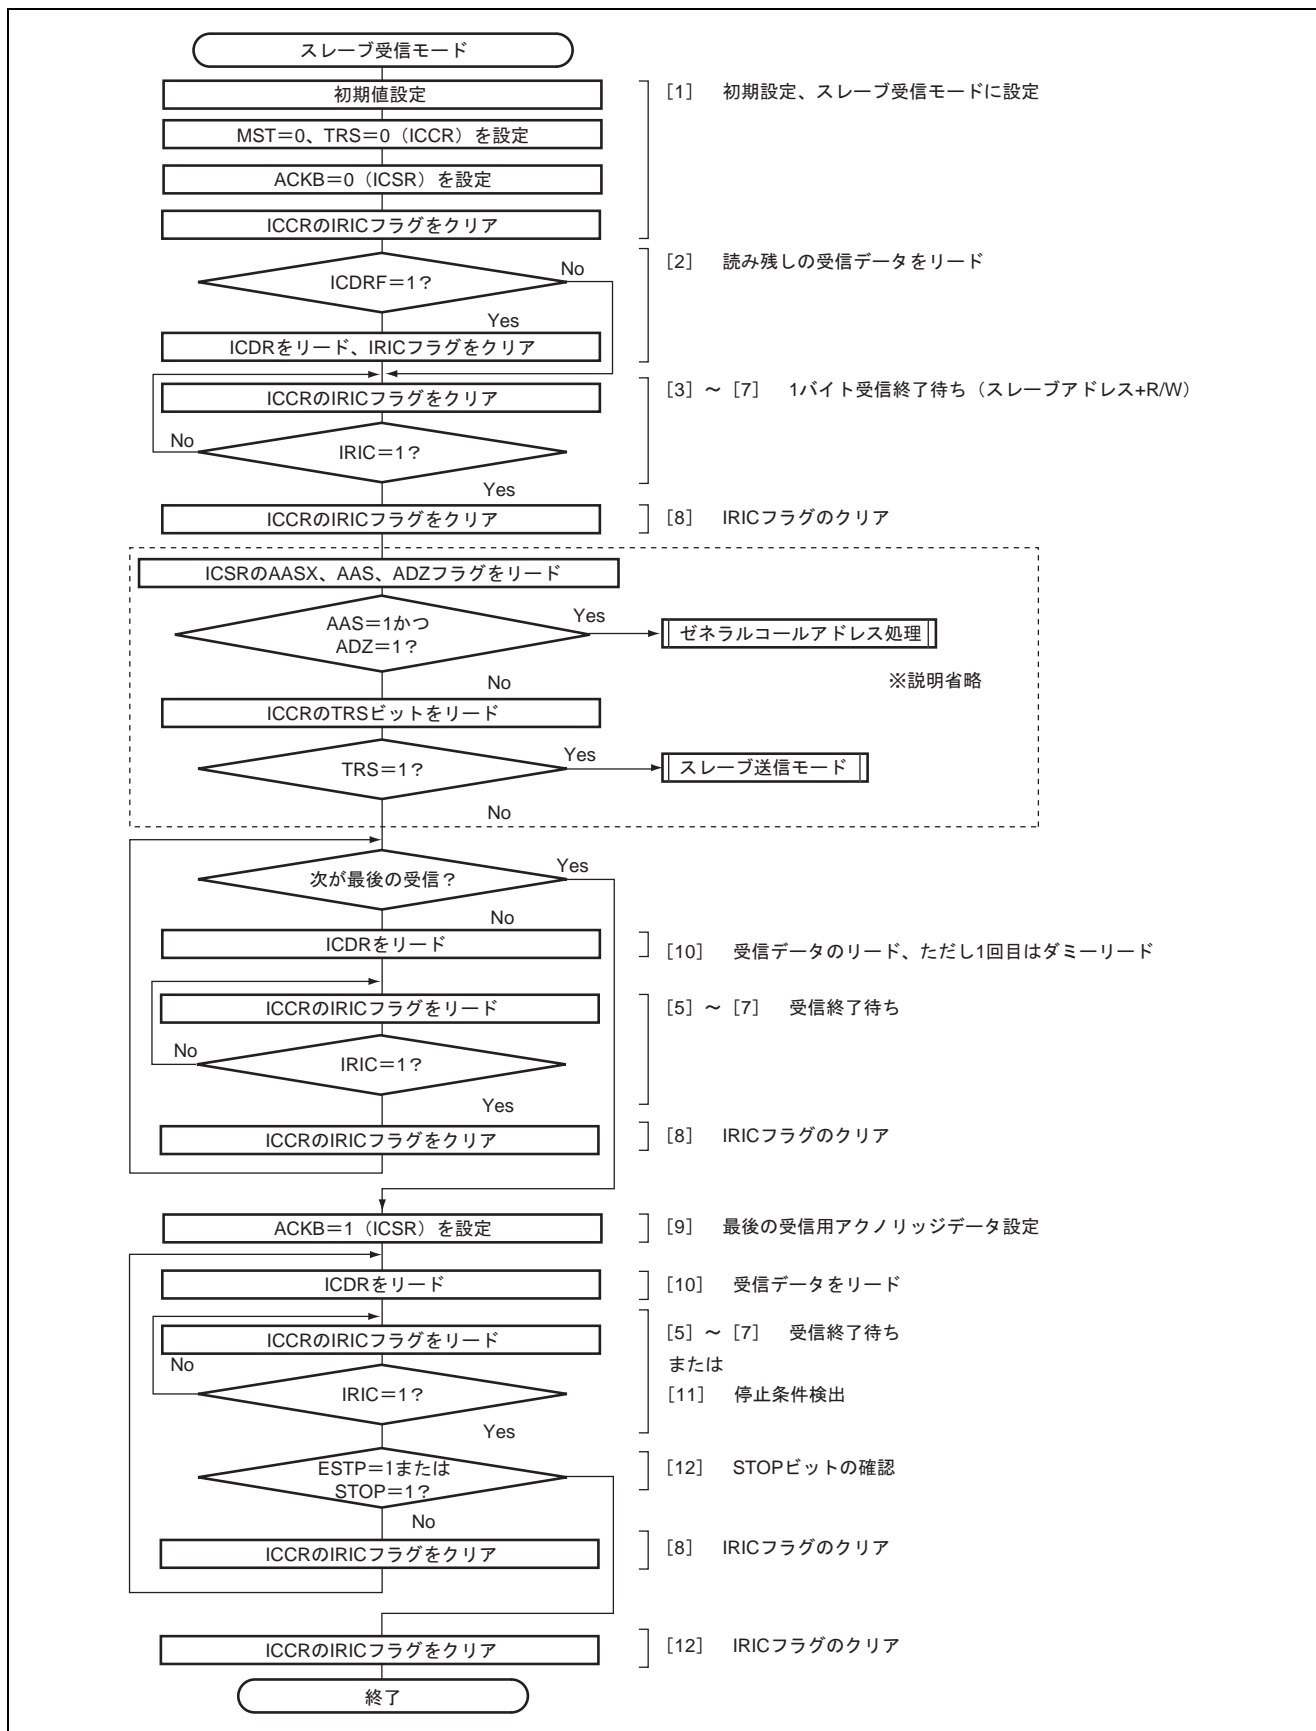 スレーブ受信モード
初期値設定
[1] 初期設定、スレーブ受信モードに設定
MST=0、TRS=0（ICCR）を設定
ACKB=0（ICSR）を設定
ICCRのIRICフラグをクリア
[2] 読み残しの受信データをリード
ICDRF=1?
No
Yes
ICDRをリード、IRICフラグをクリア
ICCRのIRICフラグをクリア
[3]～[7] 1バイト受信終了待ち（スレーブアドレス+R/W）
No
IRIC=1?
Yes
ICCRのIRICフラグをクリア
[8] IRICフラグのクリア
ICSRのAASX、AAS、ADZフラグをリード
AAS=1かつ
ADZ=1?
Yes
ゼネラルコールアドレス処理
No
※説明省略
ICCRのTRSビットをリード
TRS=1?
Yes
スレーブ送信モード
No
次が最後の受信?
Yes
No
ICDRをリード
[10] 受信データのリード、ただし1回目はダミーリード
ICCRのIRICフラグをリード
[5]～[7] 受信終了待ち
No
IRIC=1?
Yes
ICCRのIRICフラグをクリア
[8] IRICフラグのクリア
ACKB=1（ICSR）を設定
[9] 最後の受信用アクノリッジデータ設定
ICDRをリード
[10] 受信データをリード
ICCRのIRICフラグをリード
[5]～[7] 受信終了待ち
または
[11] 停止条件検出
No
IRIC=1?
Yes
ESTP=1または
STOP=1?
[12] STOPビットの確認
No
ICCRのIRICフラグをクリア
[8] IRICフラグのクリア
ICCRのIRICフラグをクリア
[12] IRICフラグのクリア
終了